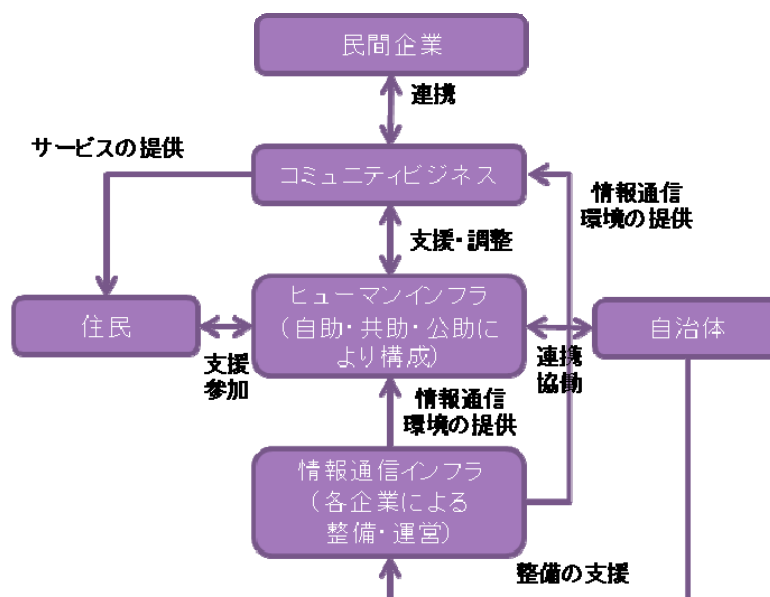 民間企業
連携
サービスの提供
コミュニティビジネス
情報通信
環境の提供
支援・調整
住民
ヒューマンインフラ
(自助・共助・公助に
より構成)
自治体
支援
参加
連携
協働
情報通信
環境の提供
情報通信インフラ
(各企業による
整備・運営)
整備の支援